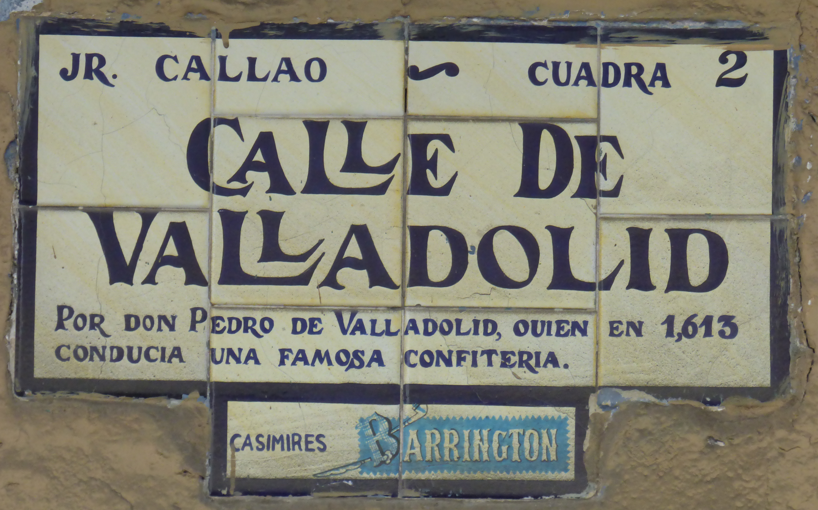 JR. CALLAO ~ CUADRA 2
CALLE DE
VALLADOLID
POR DON PEDRO DE VALLADOLID, QUIEN EN 1,613
CONDUCIA UNA FAMOSA CONFITERIA.
CASIMIRES BARRINGTON